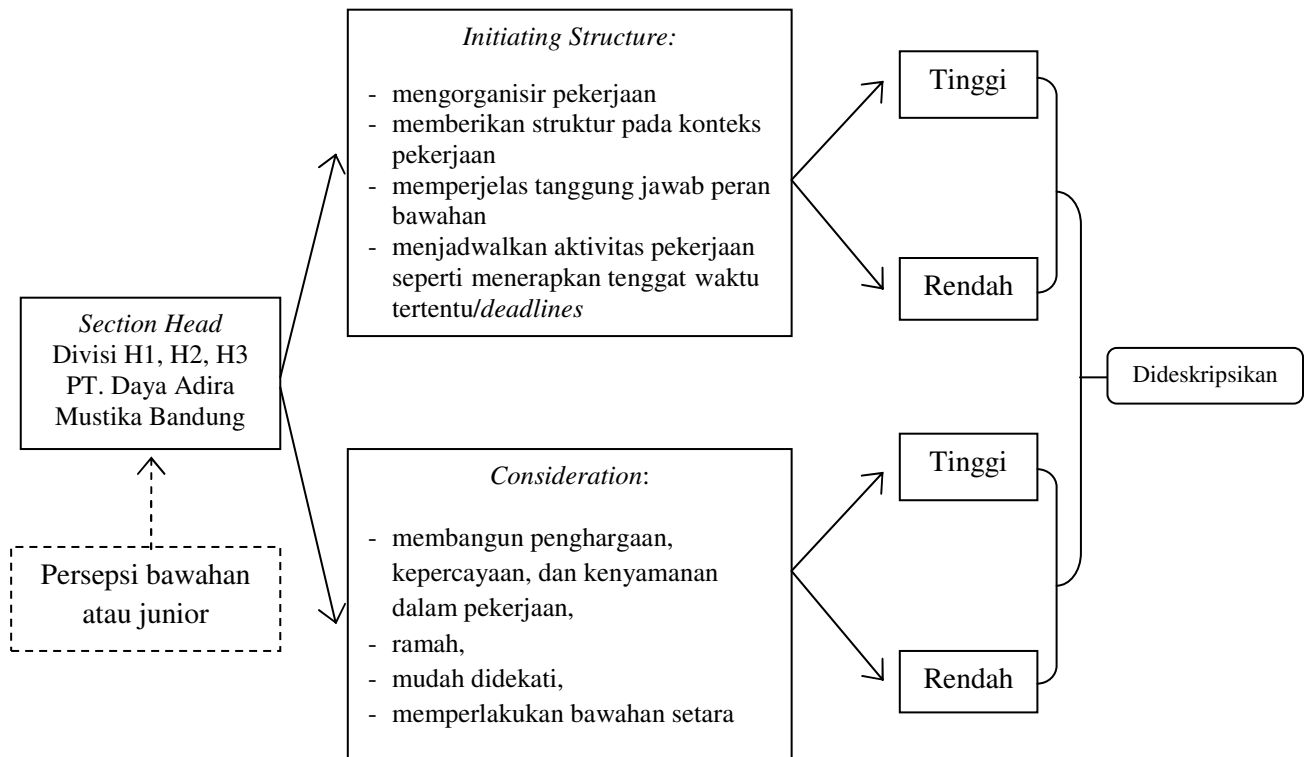 Initiating Structure:
- mengorganisir pekerjaan
- memberikan struktur pada konteks
pekerjaan
- memperjelas tanggung jawab peran
bawahan
- menjadwalkan aktivitas pekerjaan
seperti menerapkan tenggat waktu
tertentu/deadlines
Tinggi
Rendah
Section Head
Divisi H1, H2, H3
PT. Daya Adira
Mustika Bandung
Dideskripsikan
Persepsi bawahan
atau junior
Consideration:
- membangun penghargaan,
kepercayaan, dan kenyamanan
dalam pekerjaan,
- ramah,
- mudah didekati,
- memperlakukan bawahan setara
Tinggi
Rendah